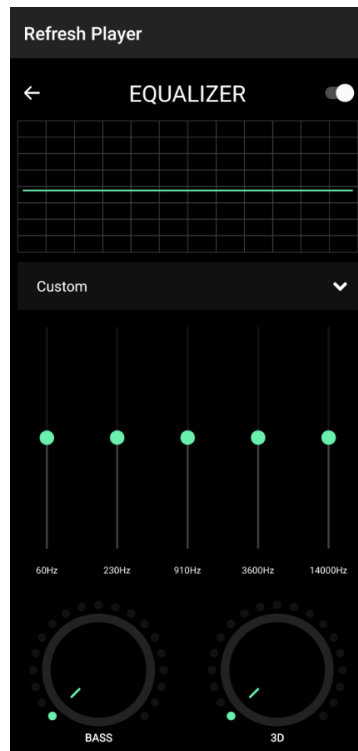 Refresh Player
EQUALIZER
Custom
60Hz 230Hz 910Hz 3600Hz 14000Hz
BASS 3D